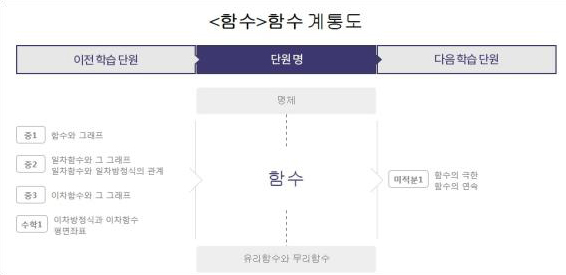 <함수>함수 계통도
이전 학습 단원
단원 명
다음 학습 단원
명제
중1 함수와 그래프
중2 일차함수와 그 그래프
일차함수와 일차방정식의 관계
중3 이차함수와 그 그래프
수학1 이차방정식과 이차함수
평면좌표
함수
미적분1 함수의 극한
함수의 연속
유리함수와 무리함수